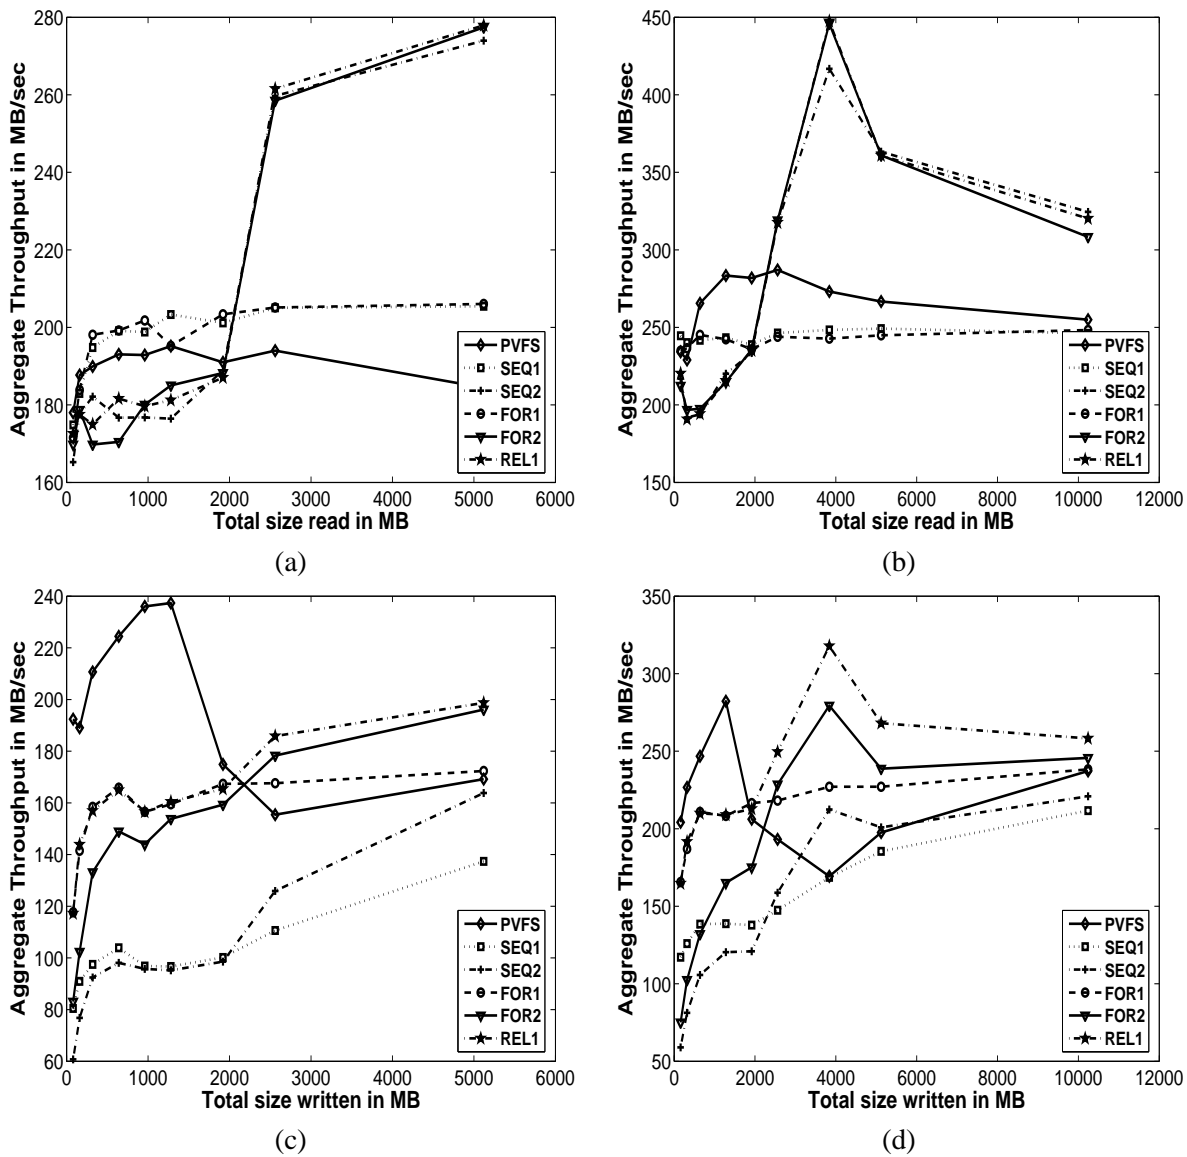 280
260
240
220
200
180
160
0
1000
2000
3000
4000
5000
6000
Aggregate Throughput in MB/sec
Total size read in MB
PVFS
SEQ1
SEQ2
FOR1
FOR2
REL1
(a)
450
400
350
300
250
200
150
0
2000
4000
6000
8000
10000
12000
Aggregate Throughput in MB/sec
Total size read in MB
PVFS
SEQ1
SEQ2
FOR1
FOR2
REL1
(b)
240
220
200
180
160
140
120
100
80
60
0
1000
2000
3000
4000
5000
6000
Aggregate Throughput in MB/sec
Total size written in MB
PVFS
SEQ1
SEQ2
FOR1
FOR2
REL1
(c)
350
300
250
200
150
100
50
0
2000
4000
6000
8000
10000
12000
Aggregate Throughput in MB/sec
Total size written in MB
PVFS
SEQ1
SEQ2
FOR1
FOR2
REL1
(d)